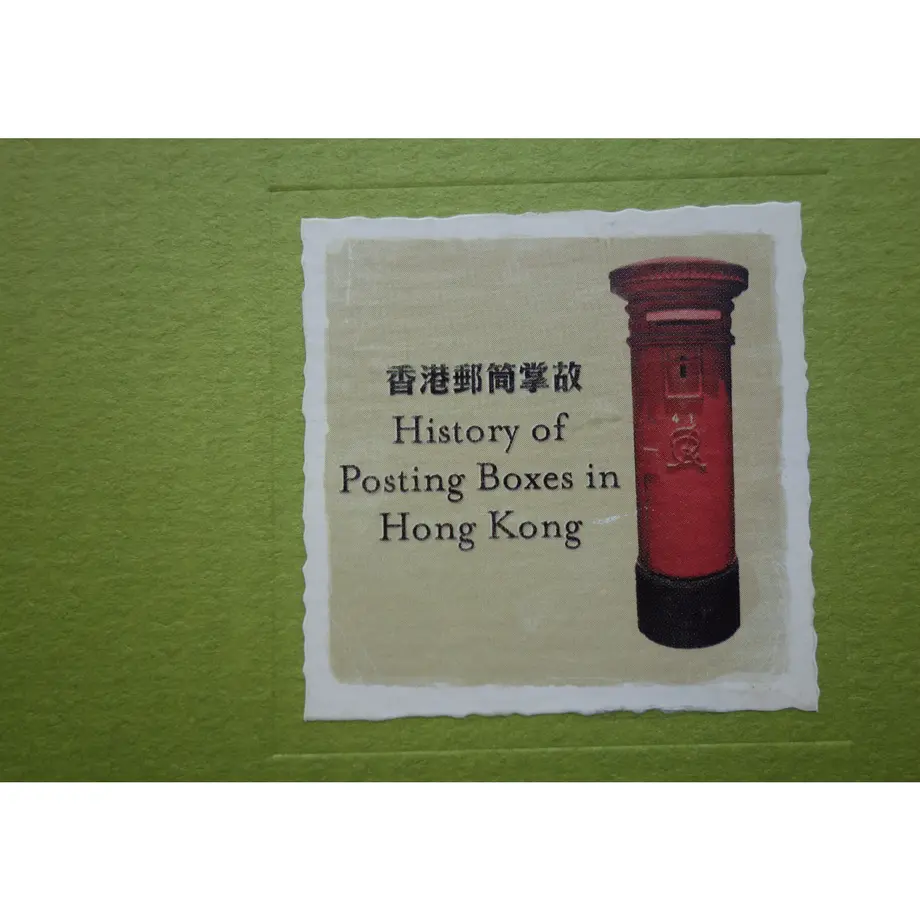 香港郵筒掌故
History of
Posting Boxes in
Hong Kong